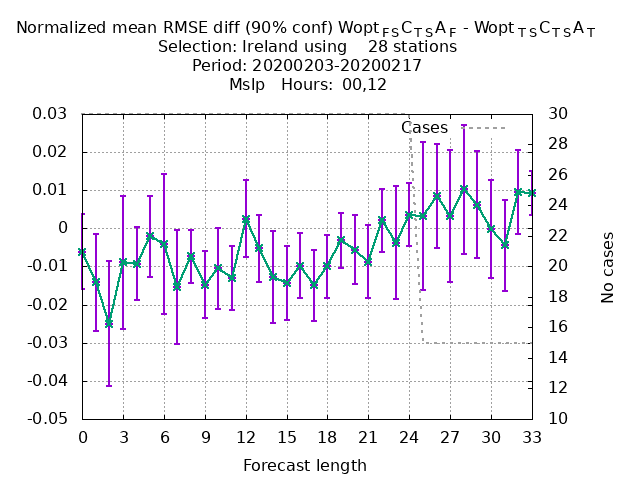 Normalized mean RMSE diff (90% conf) Wopt FS C TS A F - Wopt TS C TS A T
Selection: Ireland using 28 stations
Period: 20200203-20200217
Mslp Hours: 00,12
Cases
0.03
0.02
0.01
0
-0.01
-0.02
-0.03
-0.04
-0.05
30
28
26
24
22
20
18
16
14
12
10
No cases
0 3 6 9 12 15 18 21 24 27 30 33
Forecast length